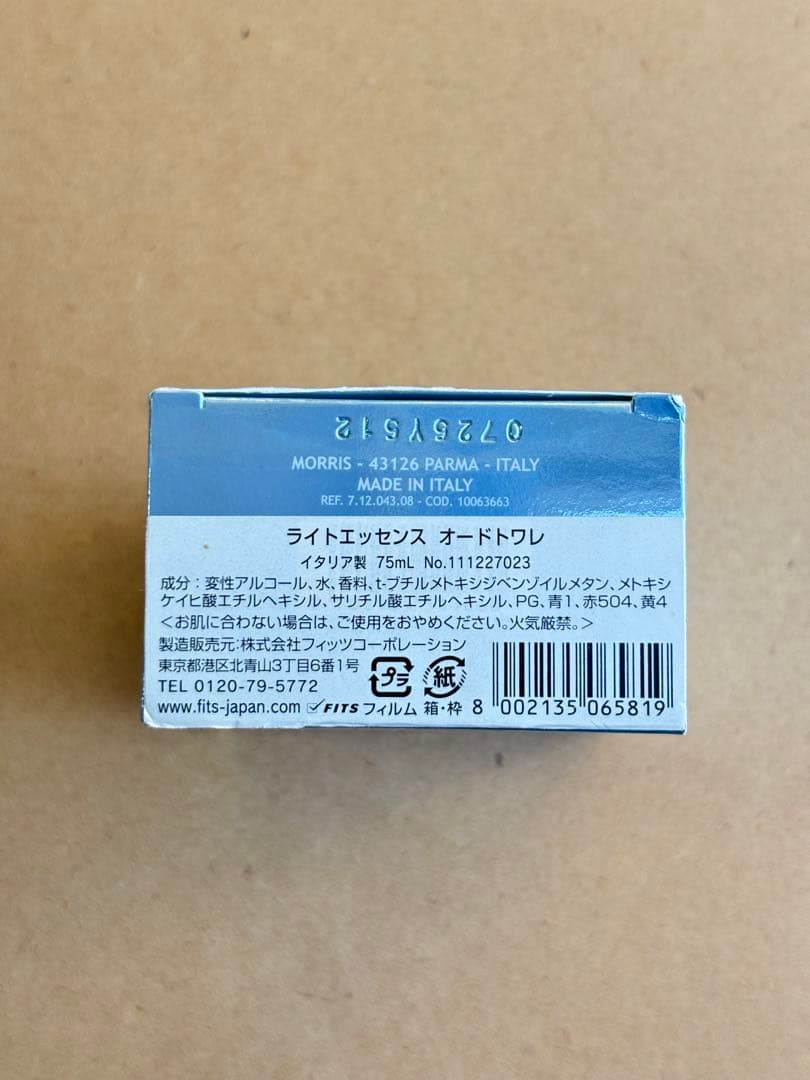 0725Y512
MORRIS - 43126 PARMA - ITALY
MADE IN ITALY
REF. 7.12.043.08 - COD. 10063663
ライトエッセンス オードトワレ
イタリア製 75mL No.111227023
成分：変性アルコール、水、香料、t-ブチルメトキシジベンゾイルメタン、メトキシ
ケイヒ酸エチルヘキシル、サリチル酸エチルヘキシル、PG、青1、赤504、黄4
＜お肌に合わない場合は、ご使用をおやめください。火気厳禁。＞
製造販売元：株式会社フィッツコーポレーション
東京都港区北青山3丁目6番1号
TEL 0120-79-5772
www.fits-japan.com FITS
プラ 紙
フィルム 箱・枠
8 002135 065819